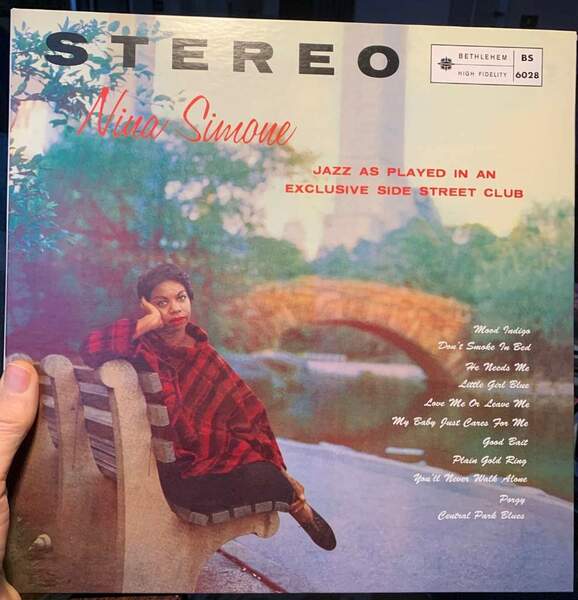 STEREO
BETHLEHEM
HIGH FIDELITY
BS
6028
Nina Simone
JAZZ AS PLAYED IN AN
EXCLUSIVE SIDE STREET CLUB
Mood Indigo
Don't Smoke In Bed
He Needs Me
Little Girl Blue
Love Me Or Leave Me
My Baby Just Cares For Me
Good Bait
Plain Gold Ring
You'll Never Walk Alone
Porgy
Central Park Blues